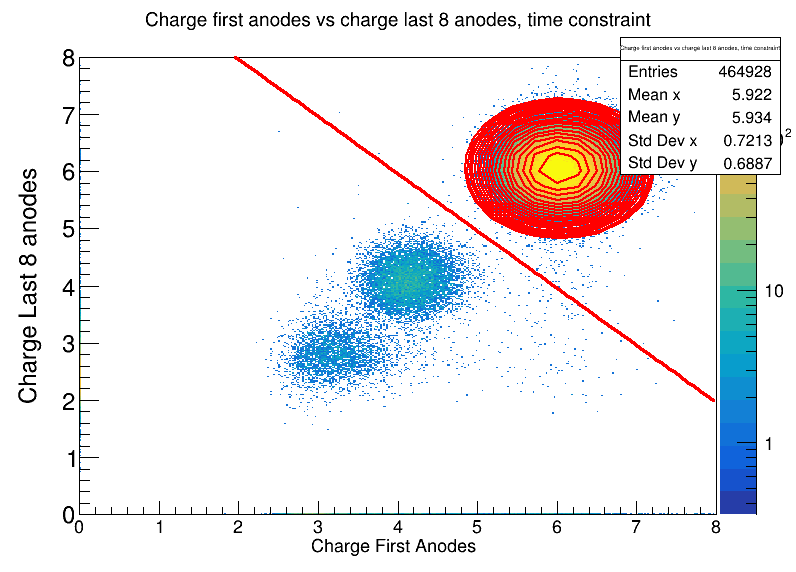 Charge first anodes vs charge last 8 anodes, time constraint
Charge first anodes vs charge last 8 anodes, time constraint
Entries 464928
Mean x 5.922
Mean y 5.934
Std Dev x 0.7213
Std Dev y 0.6887
Charge Last 8 anodes
8
7
6
5
4
3
2
1
0
0 1 2 3 4 5 6 7 8
Charge First Anodes
2
10
1